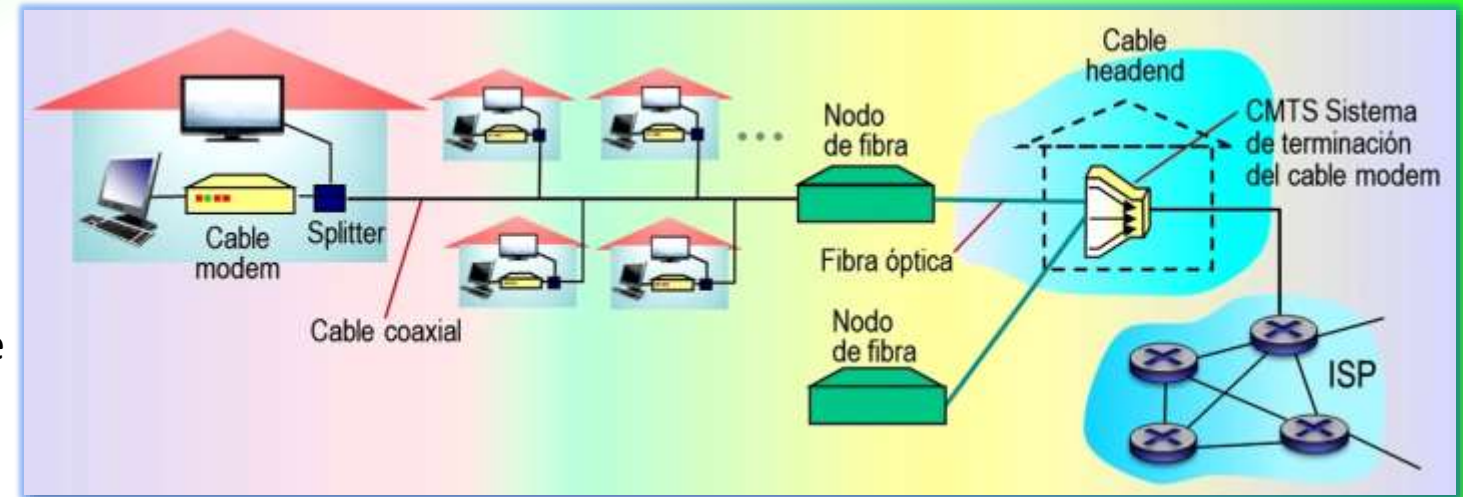 Cable
headend
CMTS Sistema
de terminación
del cable modem
Nodo
de fibra
Cable
modem
Splitter
Fibra óptica
Cable coaxial
Nodo
de fibra
ISP
e